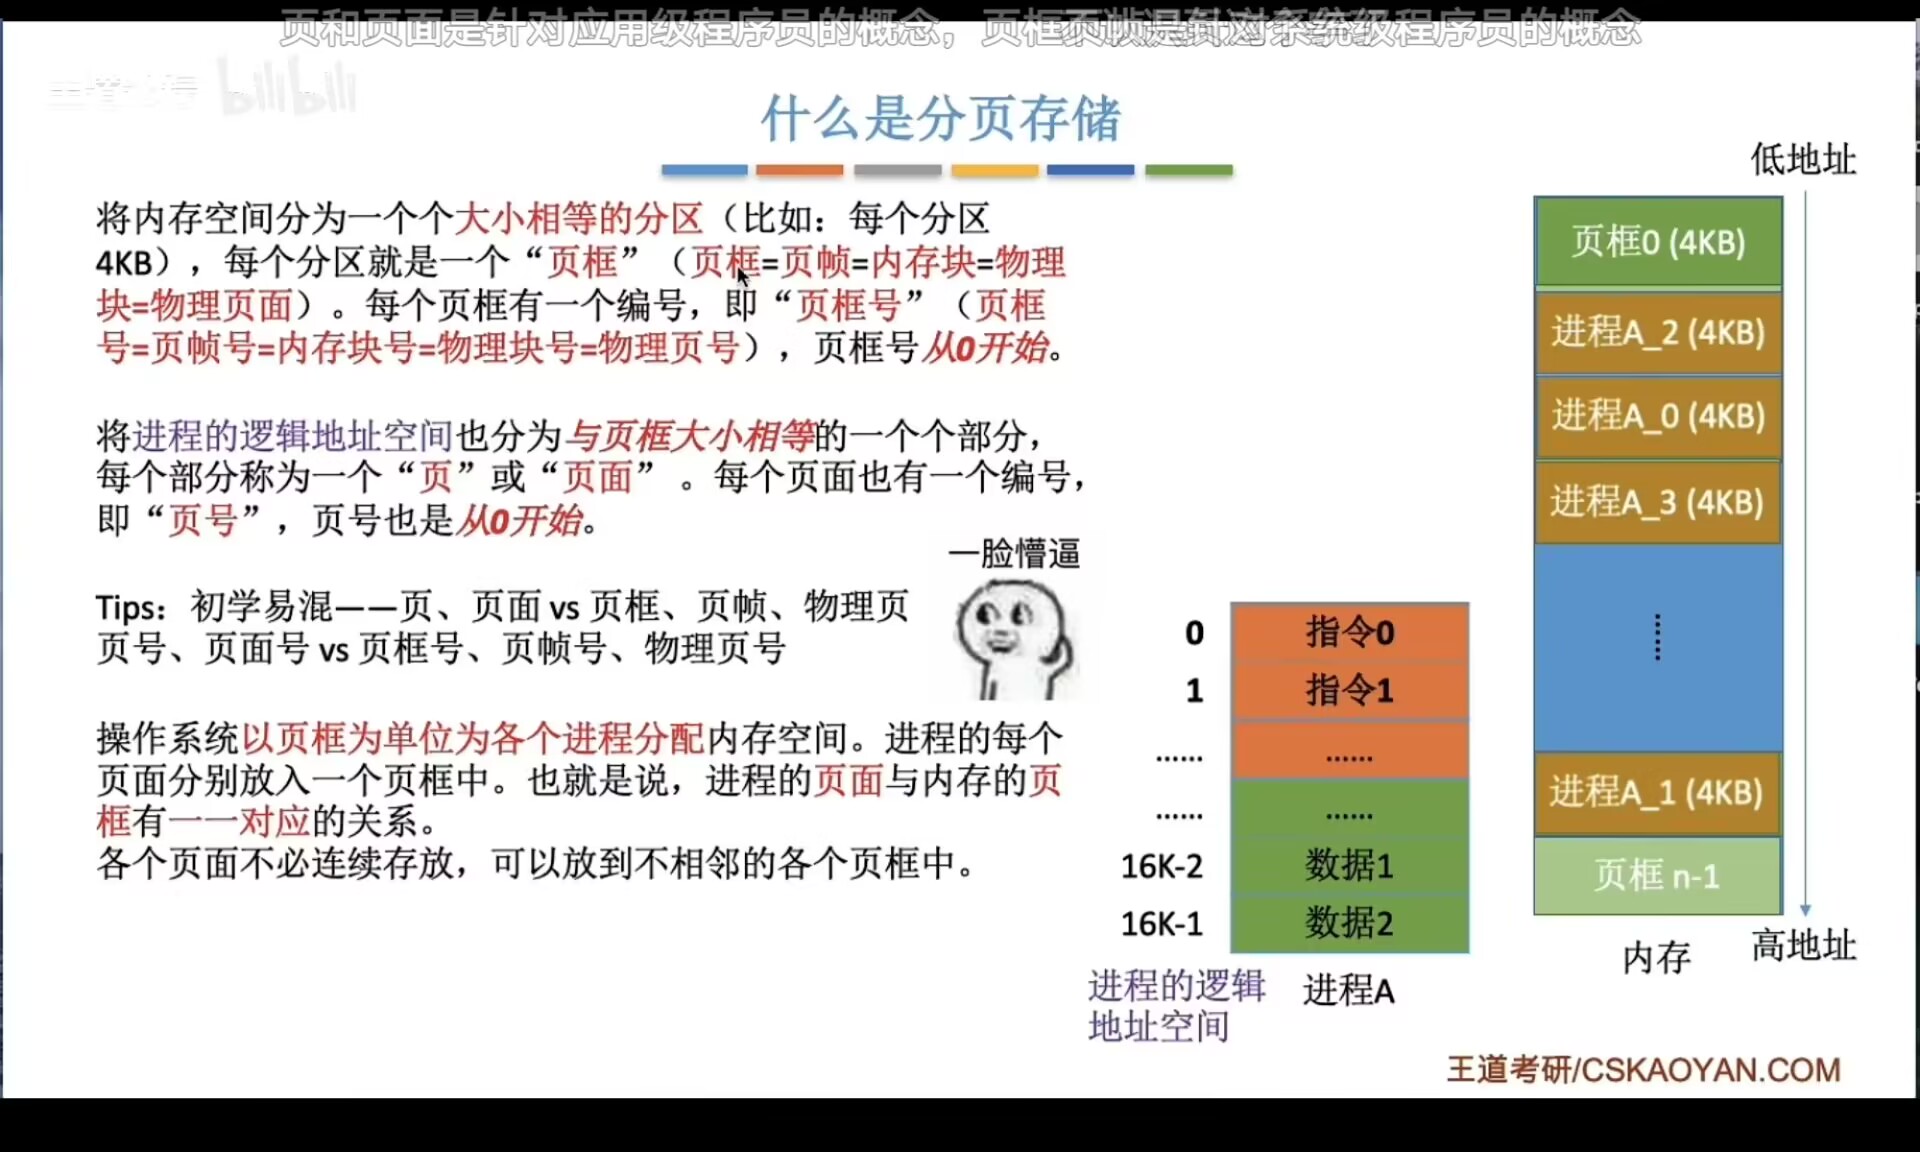 页和页面是针对应用级程序员的概念，页框
是针对系统级程序员的概念
bilibili
什么是分页存储
将内存空间分为一个个大小相等的分区（比如：每个分区
4KB），每个分区就是一个“页框”（页框=页帧=内存块=物理
块=物理页面）。每个页框有一个编号，即“页框号”（页框
号=页帧号=内存块号=物理块号=物理页号），页框号从0开始。
将进程的逻辑地址空间也分为与页框大小相等的一个个部分，
每个部分称为一个“页”或“页面” 。每个页面也有一个编号，
即“页号”，页号也是从0开始。
Tips：初学易混——页、页面 vs 页框、页帧、物理页
页号、页面号 vs 页框号、页帧号、物理页号
一脸懵逼
操作系统以页框为单位为各个进程分配内存空间。进程的每个
页面分别放入一个页框中。也就是说，进程的页面与内存的页
框有一一对应的关系。
各个页面不必连续存放，可以放到不相邻的各个页框中。
0 指令0
1 指令1
...... ......
...... ......
16K-2 数据1
16K-1 数据2
进程的逻辑
地址空间
进程A
低地址
页框0 (4KB)
进程A_2 (4KB)
进程A_0 (4KB)
进程A_3 (4KB)
......
进程A_1 (4KB)
页框 n-1
内存
高地址
王道考研/CSKAOYAN.COM